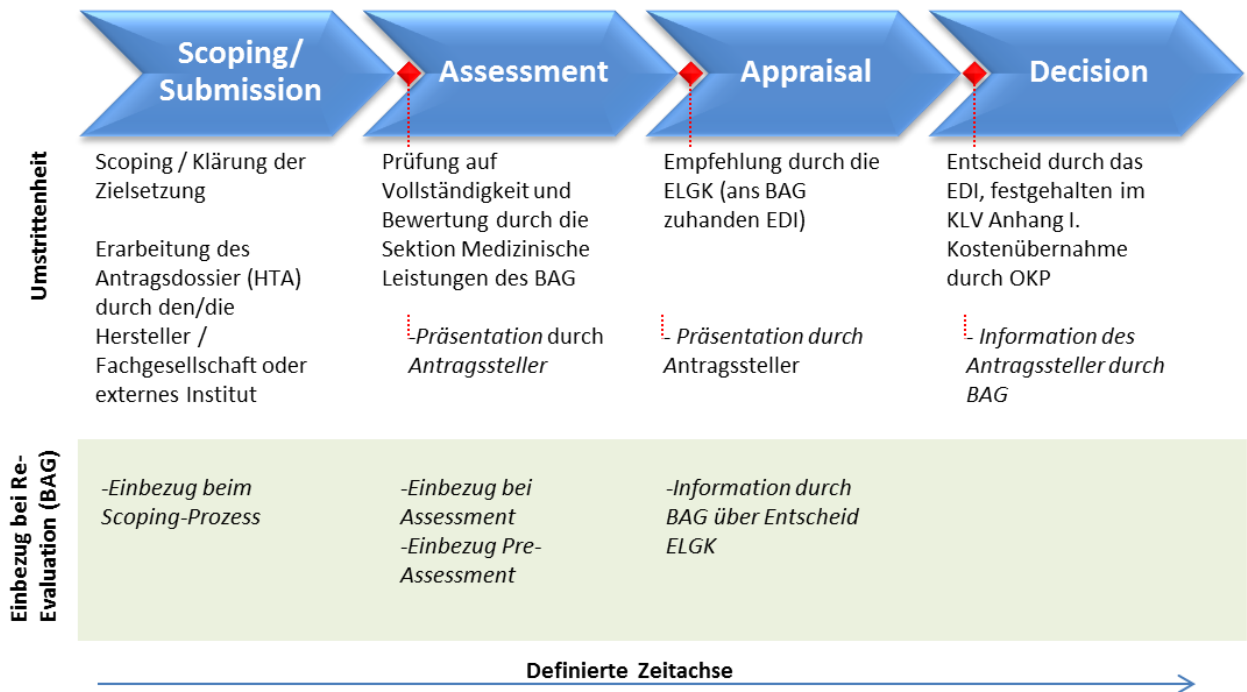 Scoping/
Submission
Assessment
Appraisal
Decision
Umstrittenheit
Scoping / Klärung der
Zielsetzung
Erarbeitung des
Antragsdossier (HTA)
durch den/die
Hersteller /
Fachgesellschaft oder
externes Institut
Prüfung auf
Vollständigkeit und
Bewertung durch die
Sektion Medizinische
Leistungen des BAG
-Präsentation durch
Antragssteller
Empfehlung durch die
ELGK (ans BAG
zuhanden EDI)
- Präsentation durch
Antragssteller
Entscheid durch das
EDI, festgehalten im
KLV Anhang I.
Kostenübernahme
durch OKP
- Information des
Antragssteller durch
BAG
Einbezug bei Re-
Evaluation (BAG)
-Einbezug beim
Scoping-Prozess
-Einbezug bei
Assessment
-Einbezug Pre-
Assessment
-Information durch
BAG über Entscheid
ELGK
Definierte Zeitachse